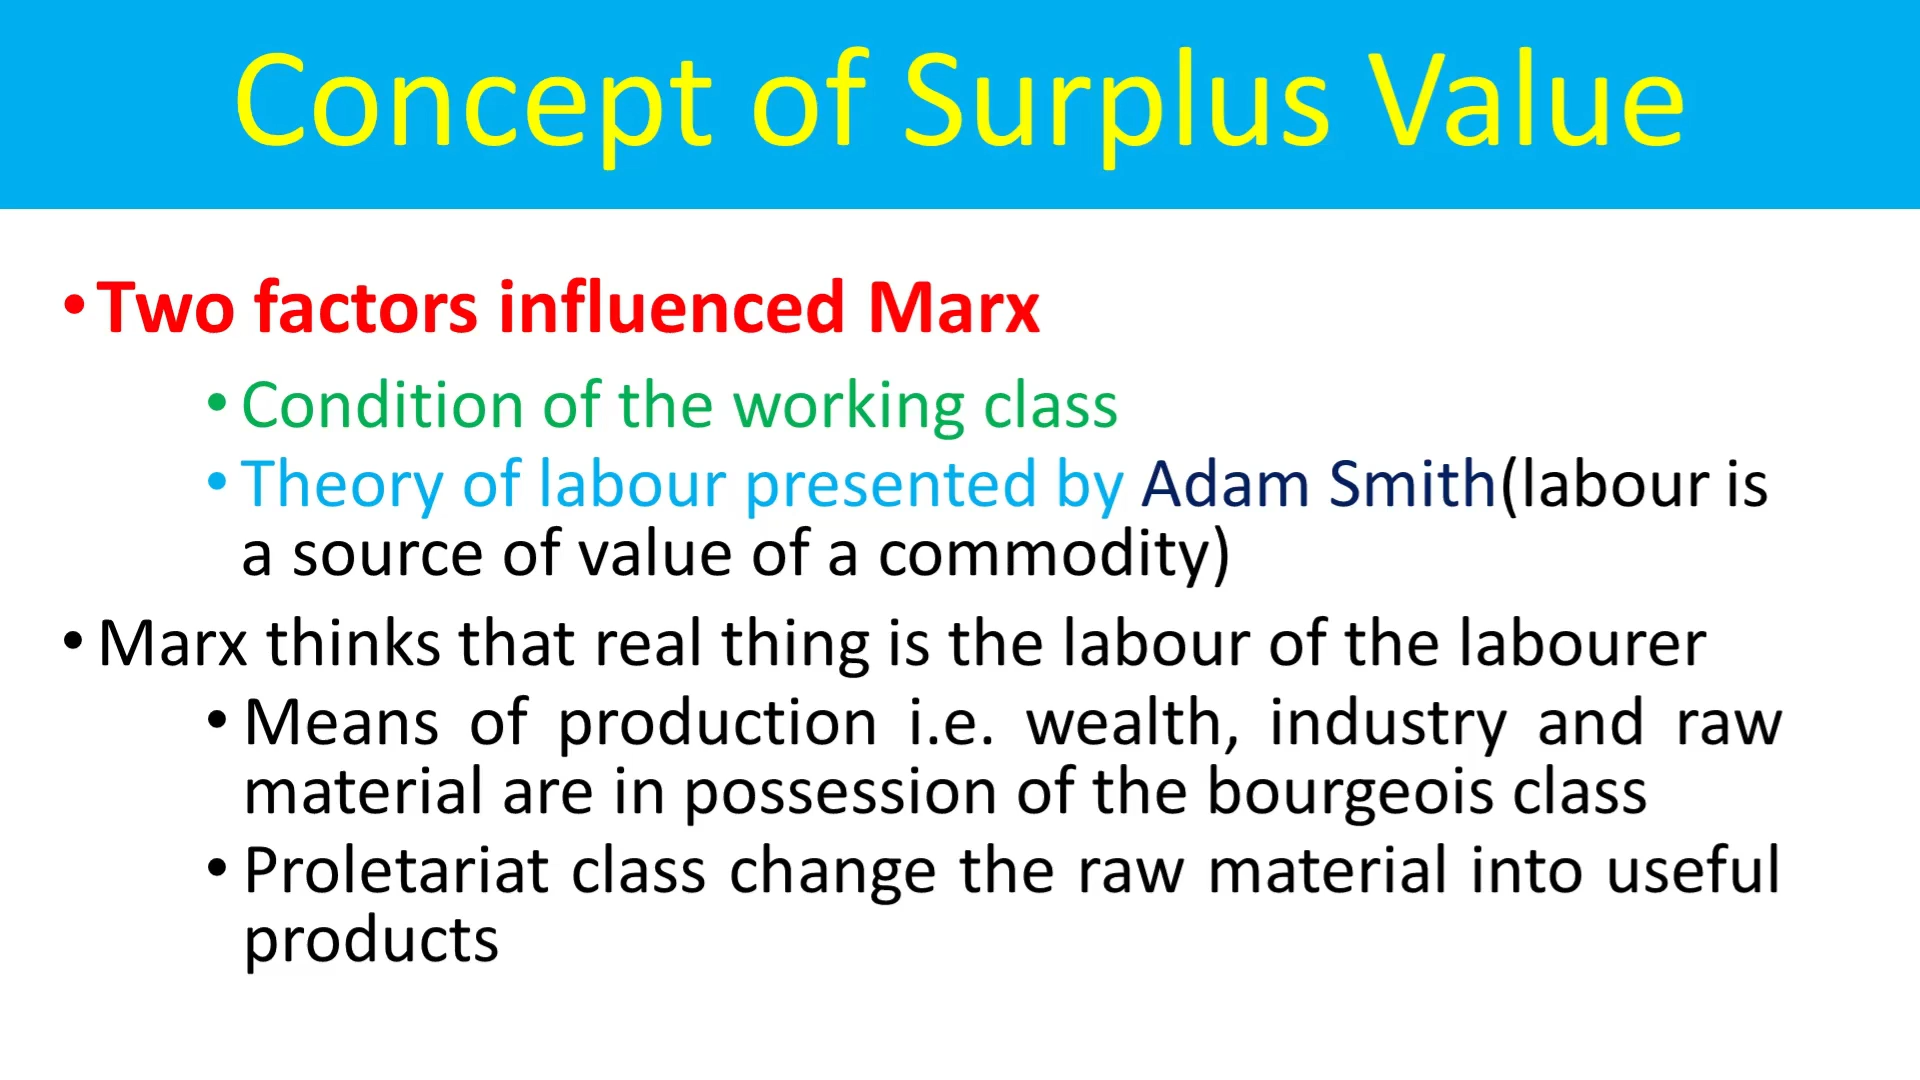 Concept of Surplus Value
•Two factors influenced Marx
•Condition of the working class
•Theory of labour presented by Adam Smith(labour is
a source of value of a commodity)
•Marx thinks that real thing is the labour of the labourer
•Means of production i.e. wealth, industry and raw
material are in possession of the bourgeois class
•Proletariat class change the raw material into useful
products